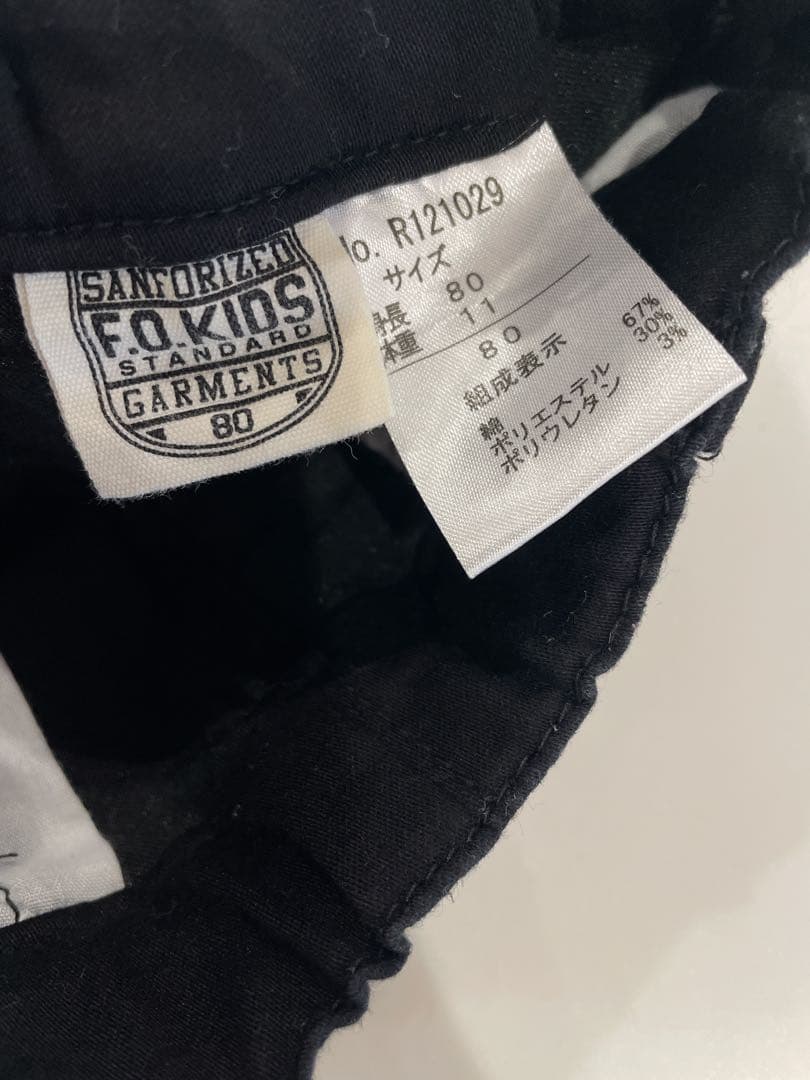 SANFORIZED
F.O.KIDS
STANDARD
GARMENTS
80
No. R121029
サイズ
身長 80
体重 11
80
組成表示
綿 67%
ポリエステル 30%
ポリウレタン 3%